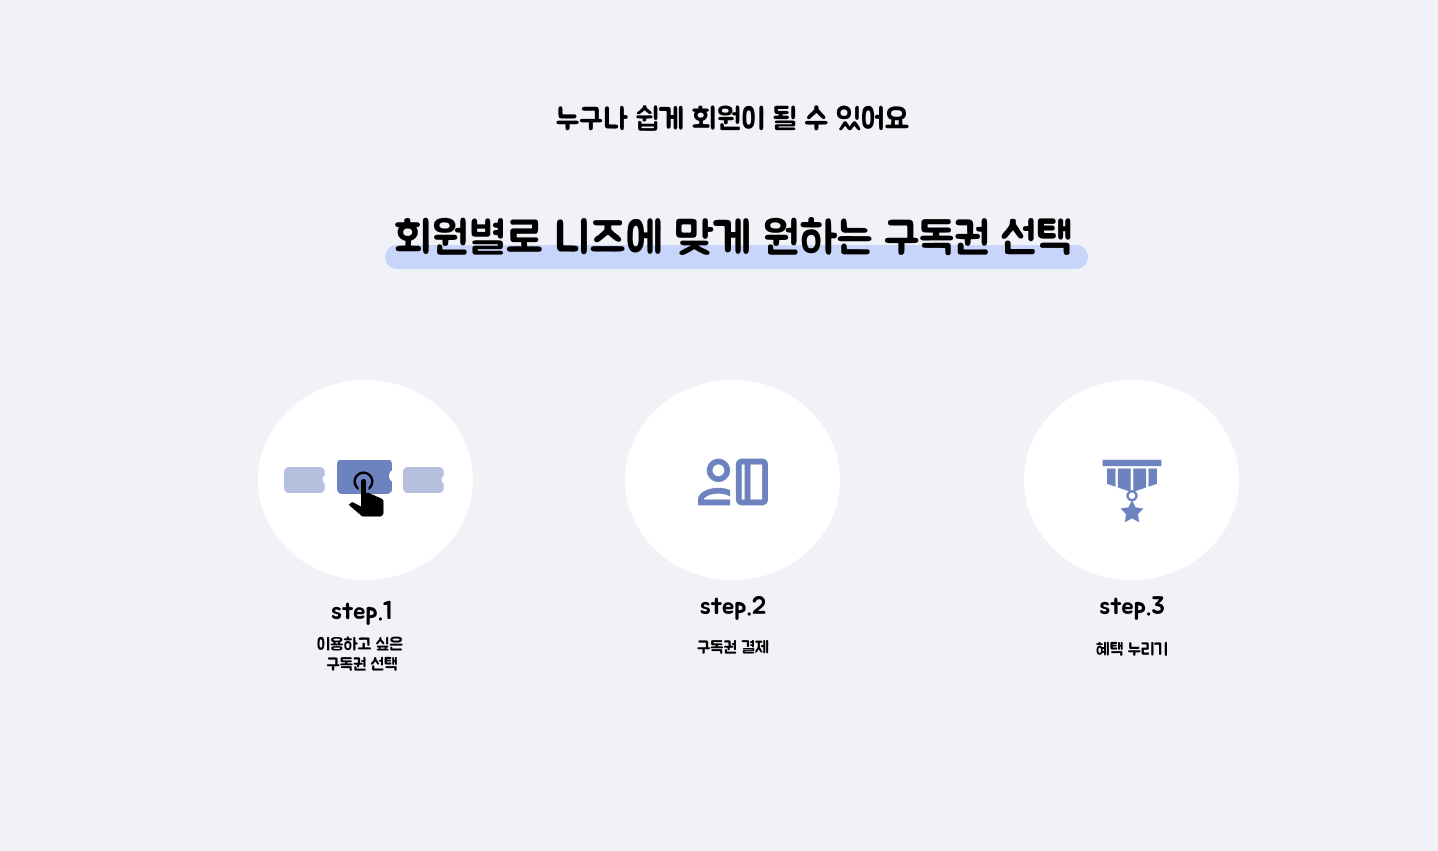 누구나 쉽게 회원이 될 수 있어요
회원별로 니즈에 맞게 원하는 구독권 선택
step.1
이용하고 싶은
구독권 선택
step.2
구독권 결제
step.3
혜택 누리기